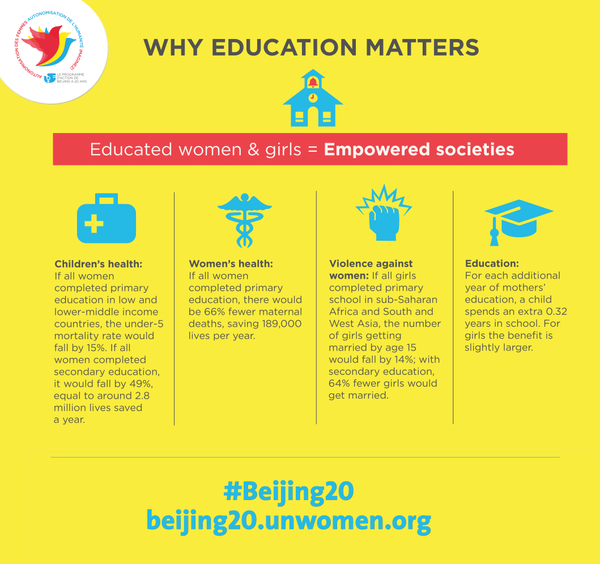 AUTONOMISATION DES FEMMES AUTONOMISATION DE L'HUMANITÉ IMAGINEZ!
LE PROGRAMME
D'ACTION DE
BEIJING A 20 ANS
WHY EDUCATION MATTERS
Educated women & girls = Empowered societies
Children's health:
If all women
completed primary
education in low and
lower-middle income
countries, the under-5
mortality rate would
fall by 15%. If all
women completed
secondary education,
it would fall by 49%,
equal to around 2.8
million lives saved
a year.
Women's health:
If all women
completed primary
education, there would
be 66% fewer maternal
deaths, saving 189,000
lives per year.
Violence against
women: If all girls
completed primary
school in sub-Saharan
Africa and South and
West Asia, the number
of girls getting
married by age 15
would fall by 14%; with
secondary education,
64% fewer girls would
get married.
Education:
For each additional
year of mothers'
education, a child
spends an extra 0.32
years in school. For
girls the benefit is
slightly larger.
#Beijing20
beijing20.unwomen.org